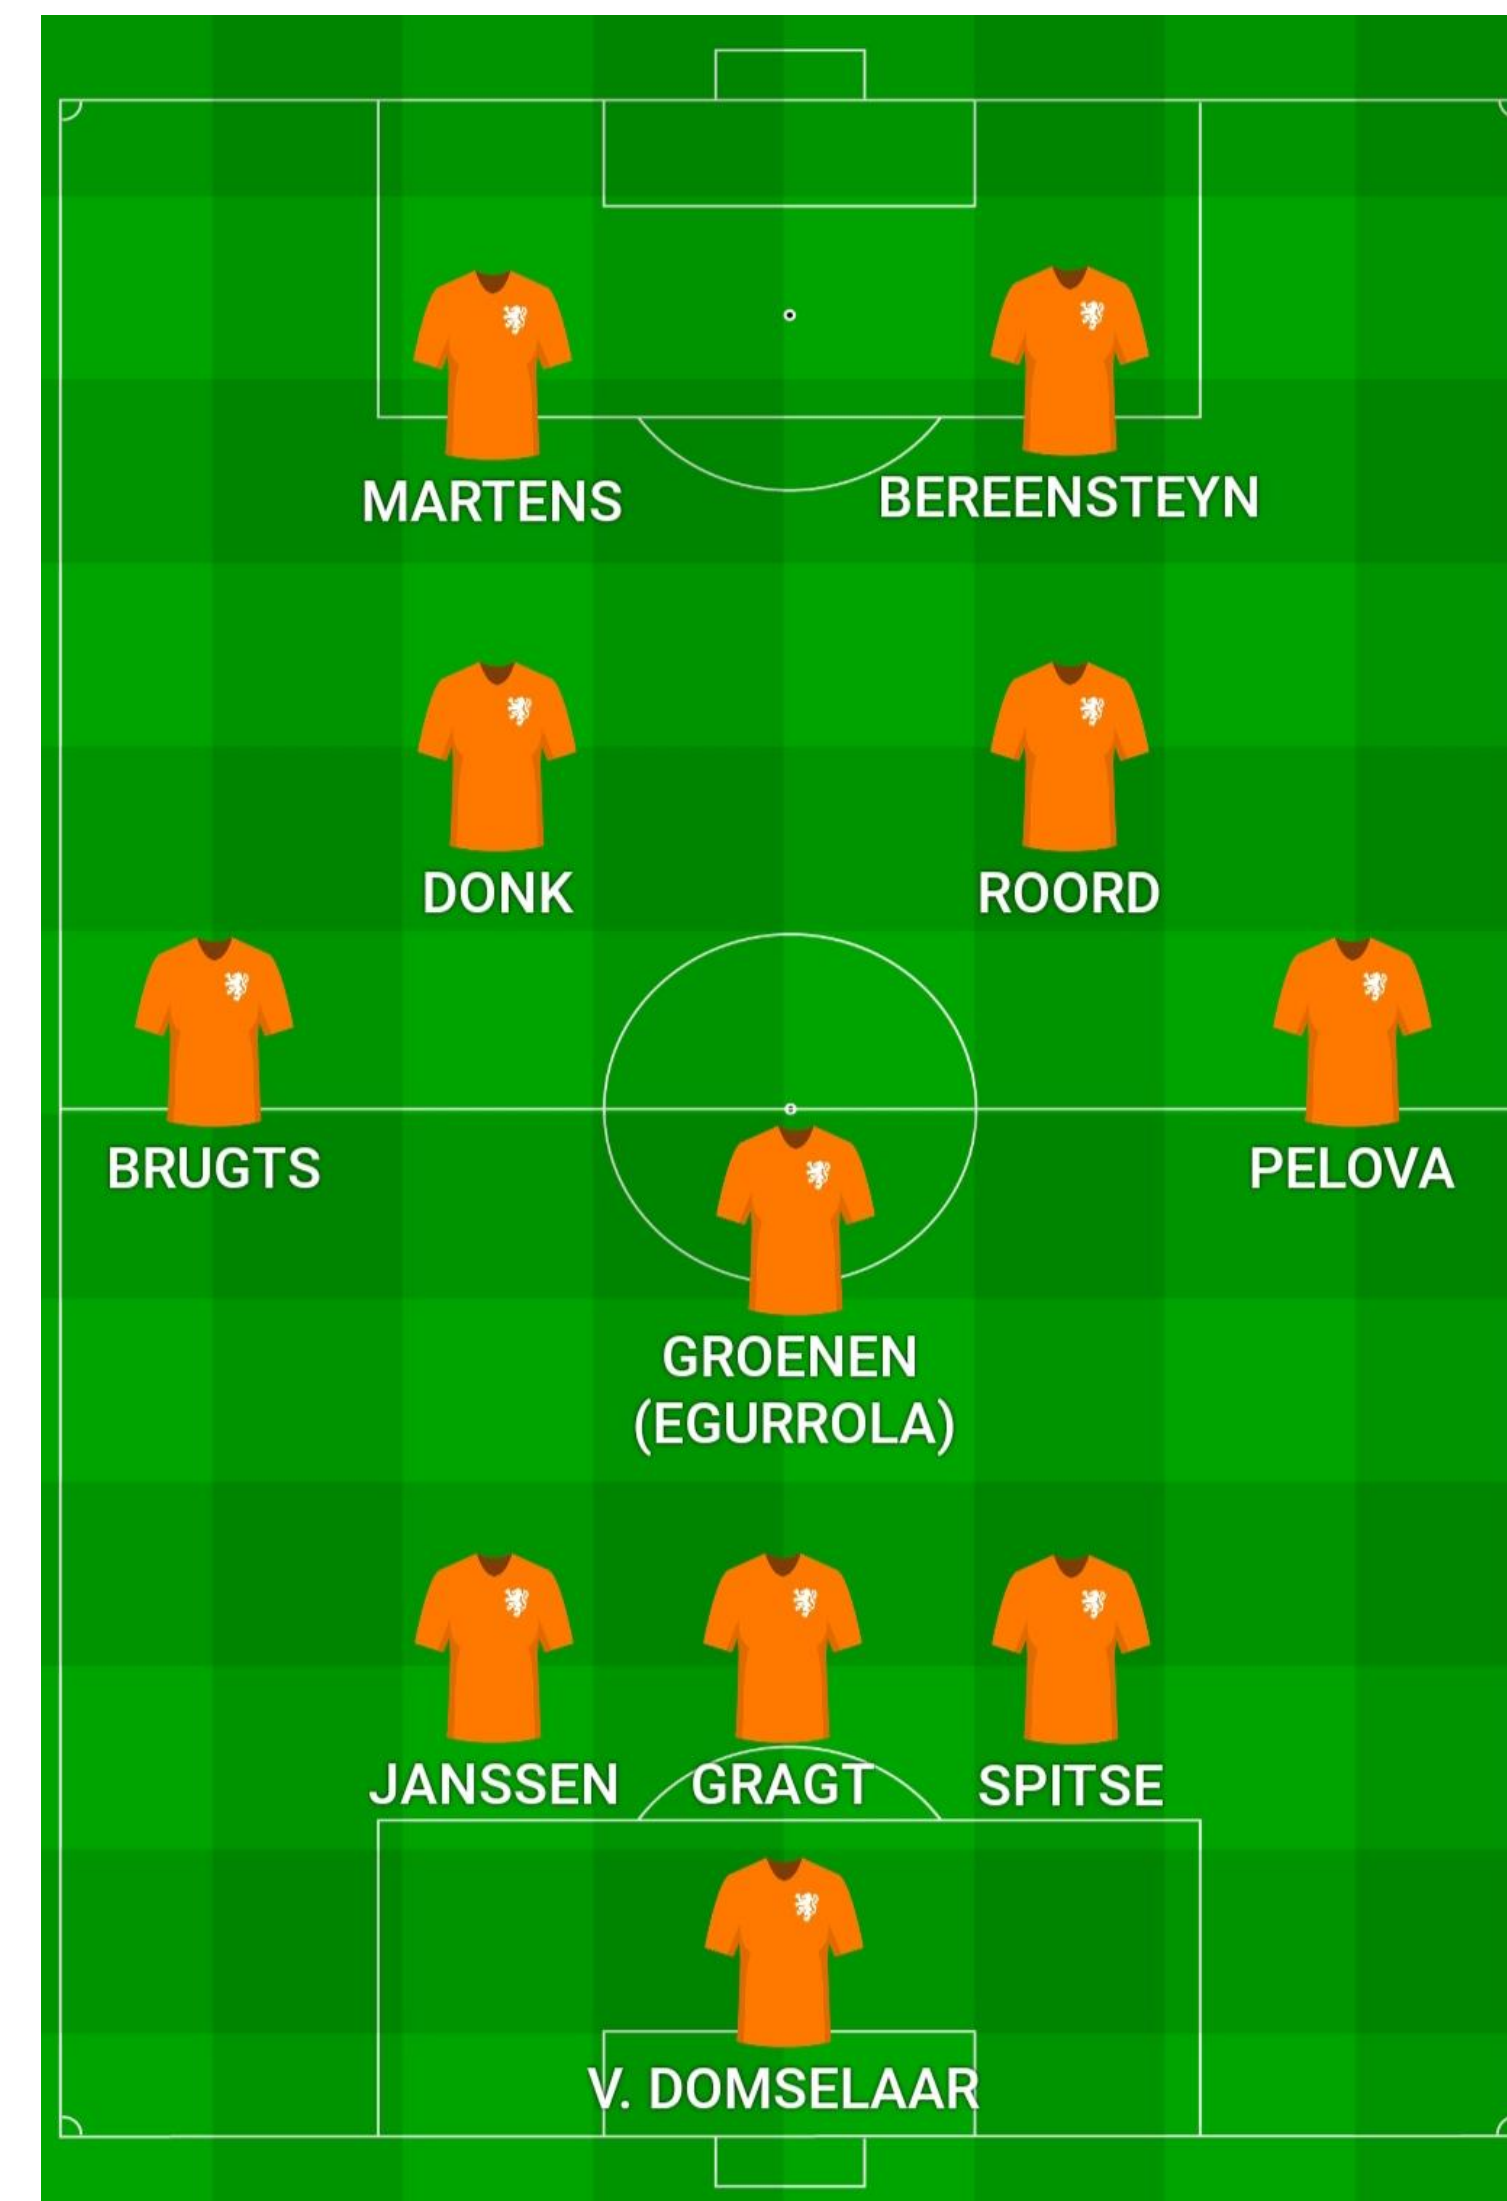 MARTENS
BEREENSTEYN
DONK
ROORD
BRUGTS
PELOVA
GROENEN
(EGURROLA)
JANSSEN
GRAGT
SPITSE
V. DOMSELAAR